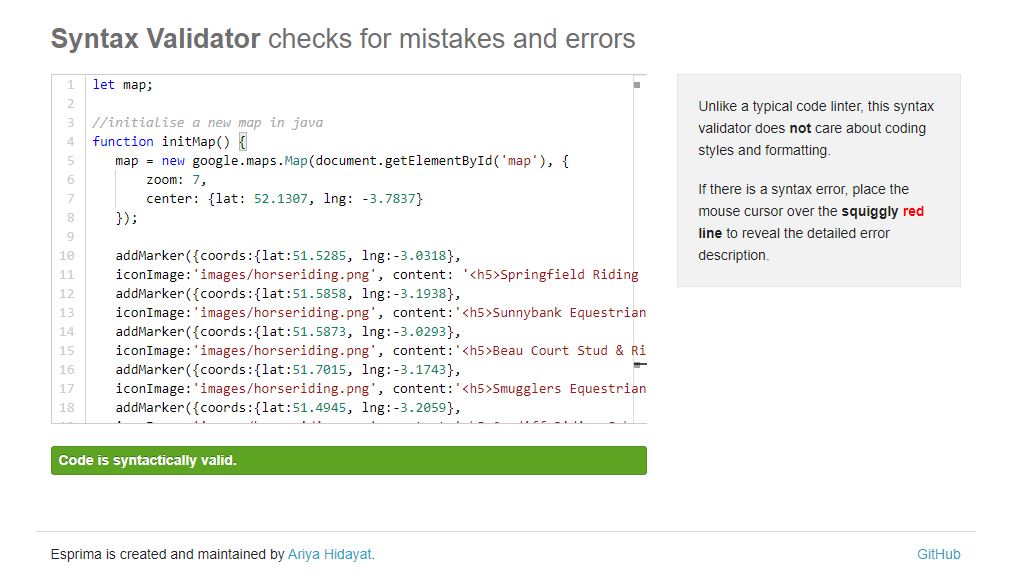 Syntax Validator checks for mistakes and errors
1 let map;
2
3 //initialise a new map in java
4 function initMap() {
5 map = new google.maps.Map(document.getElementById('map'), {
6 zoom: 7,
7 center: {lat: 52.1307, lng: -3.7837}
8 });
9
10 addMarker({coords:{lat:51.5285, lng:-3.0318},
11 iconImage:'images/horseriding.png', content: '<h5>Springfield Riding
12 addMarker({coords:{lat:51.5858, lng:-3.1938},
13 iconImage:'images/horseriding.png', content:'<h5>Sunnybank Equestrian
14 addMarker({coords:{lat:51.5873, lng:-3.0293},
15 iconImage:'images/horseriding.png', content:'<h5>Beau Court Stud & Ri
16 addMarker({coords:{lat:51.7015, lng:-3.1743},
17 iconImage:'images/horseriding.png', content:'<h5>Smugglers Equestrian
18 addMarker({coords:{lat:51.4945, lng:-3.2059},
Code is syntactically valid.
Unlike a typical code linter, this syntax
validator does not care about coding
styles and formatting.
If there is a syntax error, place the
mouse cursor over the squiggly red
line to reveal the detailed error
description.
Esprima is created and maintained by Ariya Hidayat.
GitHub